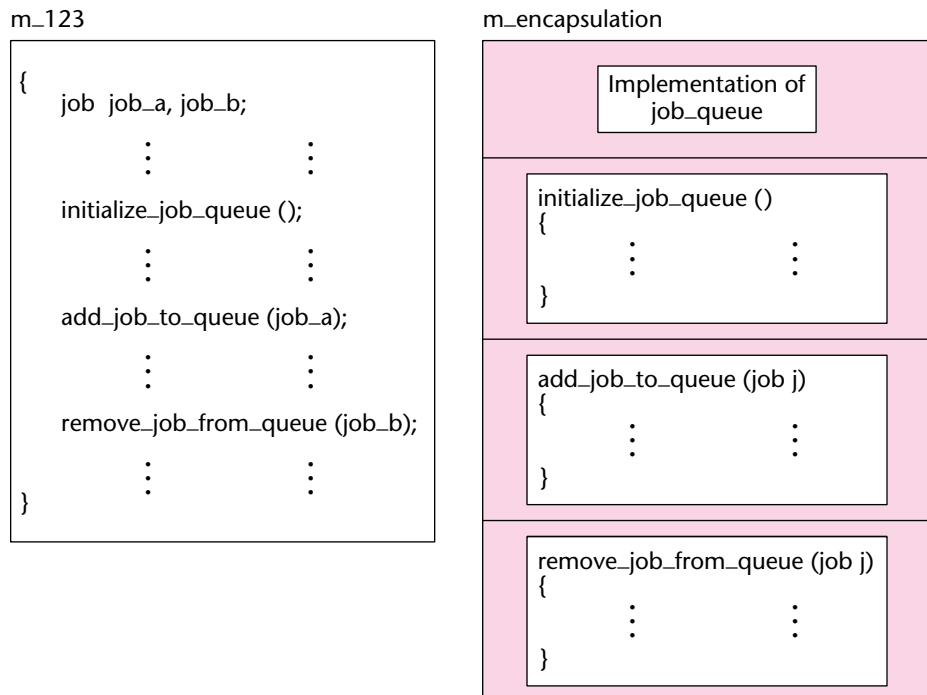 m_123
{
job job_a, job_b;
initialize_job_queue ();
add_job_to_queue (job_a);
remove_job_from_queue (job_b);
}
m_encapsulation
Implementation of
job_queue
initialize_job_queue ()
{
}
add_job_to_queue (job j)
{
}
remove_job_from_queue (job j)
{
}